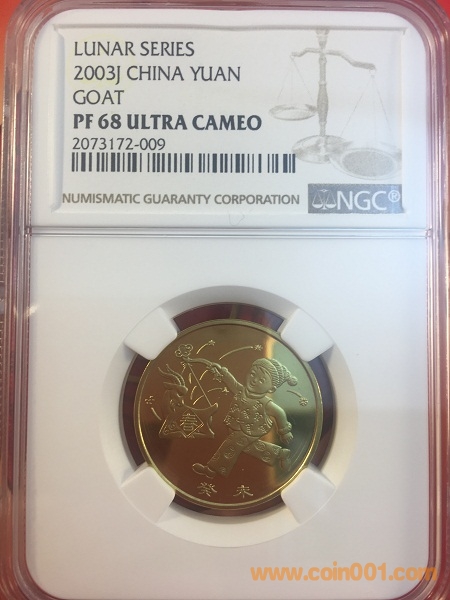 LUNAR SERIES
2003J CHINA YUAN
GOAT
PF 68 ULTRA CAMEO
2073172-009
NUMISMATIC GUARANTY CORPORATION NGC®
春
癸未
www.coin001.com